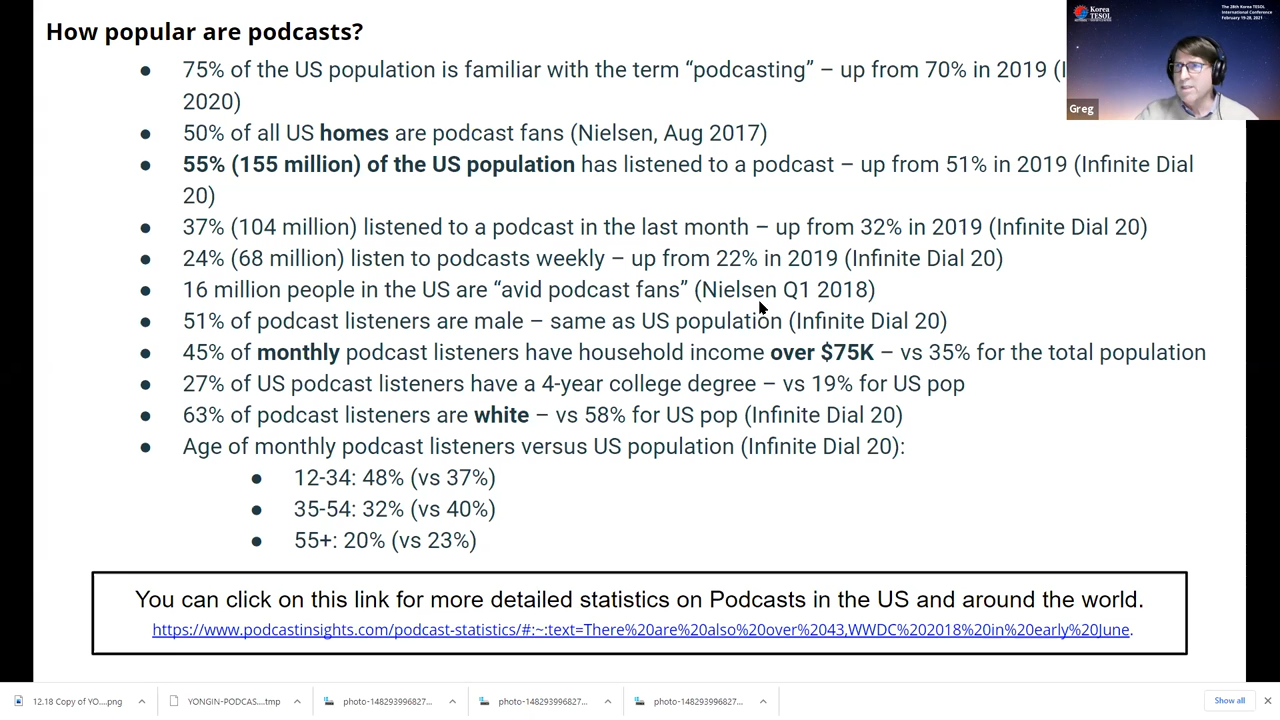 How popular are podcasts?
● 75% of the US population is familiar with the term “podcasting” – up from 70% in 2019 (
2020)
● 50% of all US homes are podcast fans (Nielsen, Aug 2017)
● 55% (155 million) of the US population has listened to a podcast – up from 51% in 2019 (Infinite Dial
20)
● 37% (104 million) listened to a podcast in the last month – up from 32% in 2019 (Infinite Dial 20)
● 24% (68 million) listen to podcasts weekly – up from 22% in 2019 (Infinite Dial 20)
● 16 million people in the US are “avid podcast fans” (Nielsen Q1 2018)
● 51% of podcast listeners are male – same as US population (Infinite Dial 20)
● 45% of monthly podcast listeners have household income over $75K – vs 35% for the total population
● 27% of US podcast listeners have a 4-year college degree – vs 19% for US pop
● 63% of podcast listeners are white – vs 58% for US pop (Infinite Dial 20)
● Age of monthly podcast listeners versus US population (Infinite Dial 20):
● 12-34: 48% (vs 37%)
● 35-54: 32% (vs 40%)
● 55+: 20% (vs 23%)
You can click on this link for more detailed statistics on Podcasts in the US and around the world.
https://www.podcastinsights.com/podcast-statistics/#:~:text=There%20are%20also%20over%2043,WWDC%202018%20in%20early%20June.
Korea
TESOL
The 28th Korea TESOL
International Conference
February 19-28, 2021
Greg
12.18 Copy of YO....png
YONGIN-PODCAS....tmp
photo-148293996827...
photo-148293996827...
photo-148293996827...
Show all